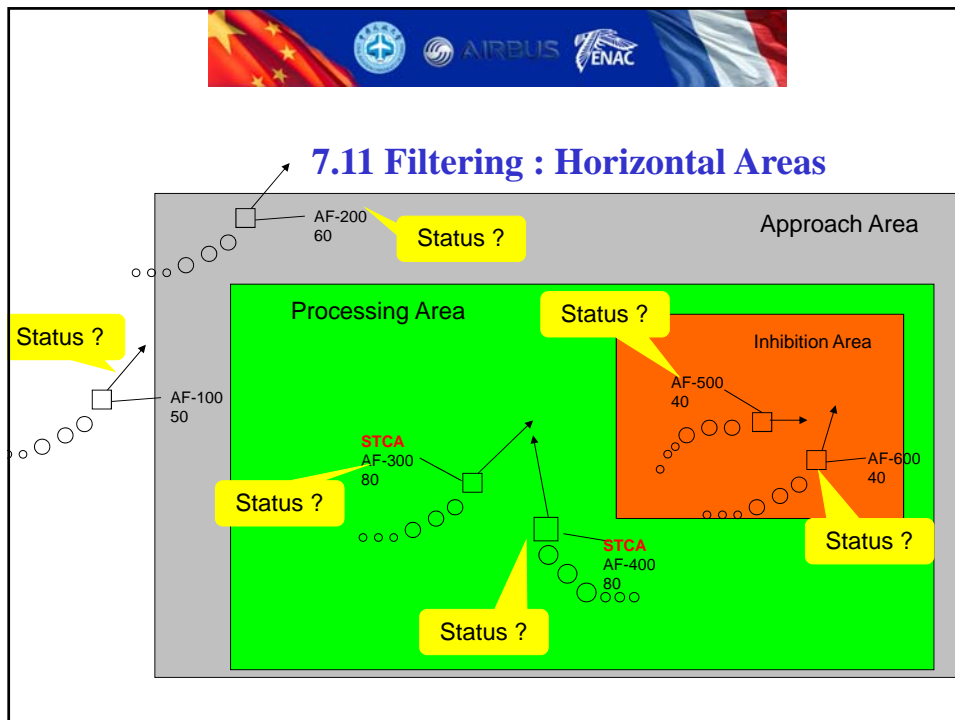 AIRBUS
ENAC
7.11 Filtering : Horizontal Areas
AF-200
60
Status ?
Approach Area
Processing Area
Status ?
Inhibition Area
Status ?
AF-500
40
AF-100
50
STCA
AF-300
80
AF-600
40
Status ?
Status ?
STCA
AF-400
80
Status ?